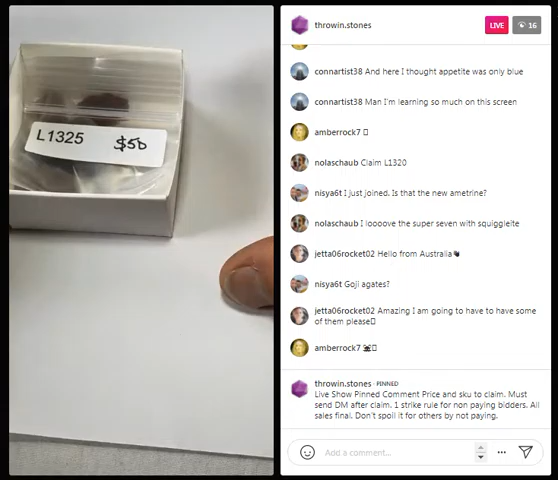 L1325 $50
throwin.stones
LIVE
16
connartist38 And here I thought appetite was only blue
connartist38 Man I'm learning so much on this screen
amberrock7
nolaschaub Claim L1320
nisya6t I just joined. Is that the new ametrine?
nolaschaub I loooove the super seven with squiggleite
jetta06rocket02 Hello from Australia
nisya6t Goji agates?
jetta06rocket02 Amazing I am going to have to have some
of them please
amberrock7
throwin.stones · PINNED
Live Show Pinned Comment Price and sku to claim. Must
send DM after claim. 1 strike rule for non paying bidders. All
sales final. Don't spoil it for others by not paying.
Add a comment...